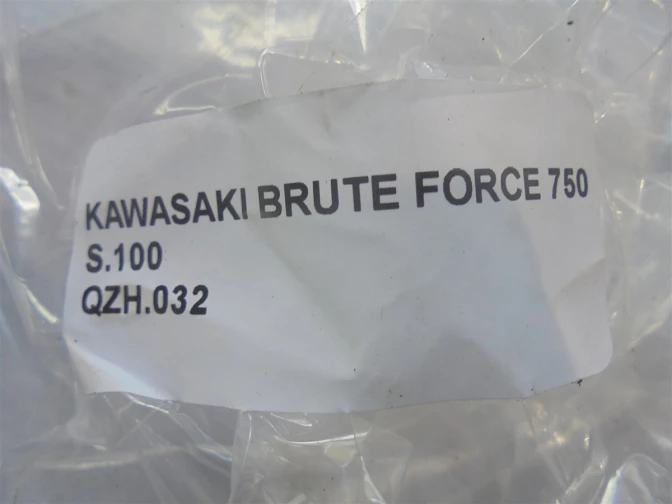 KAWASAKI BRUTE FORCE 750
S.100
QZH.032